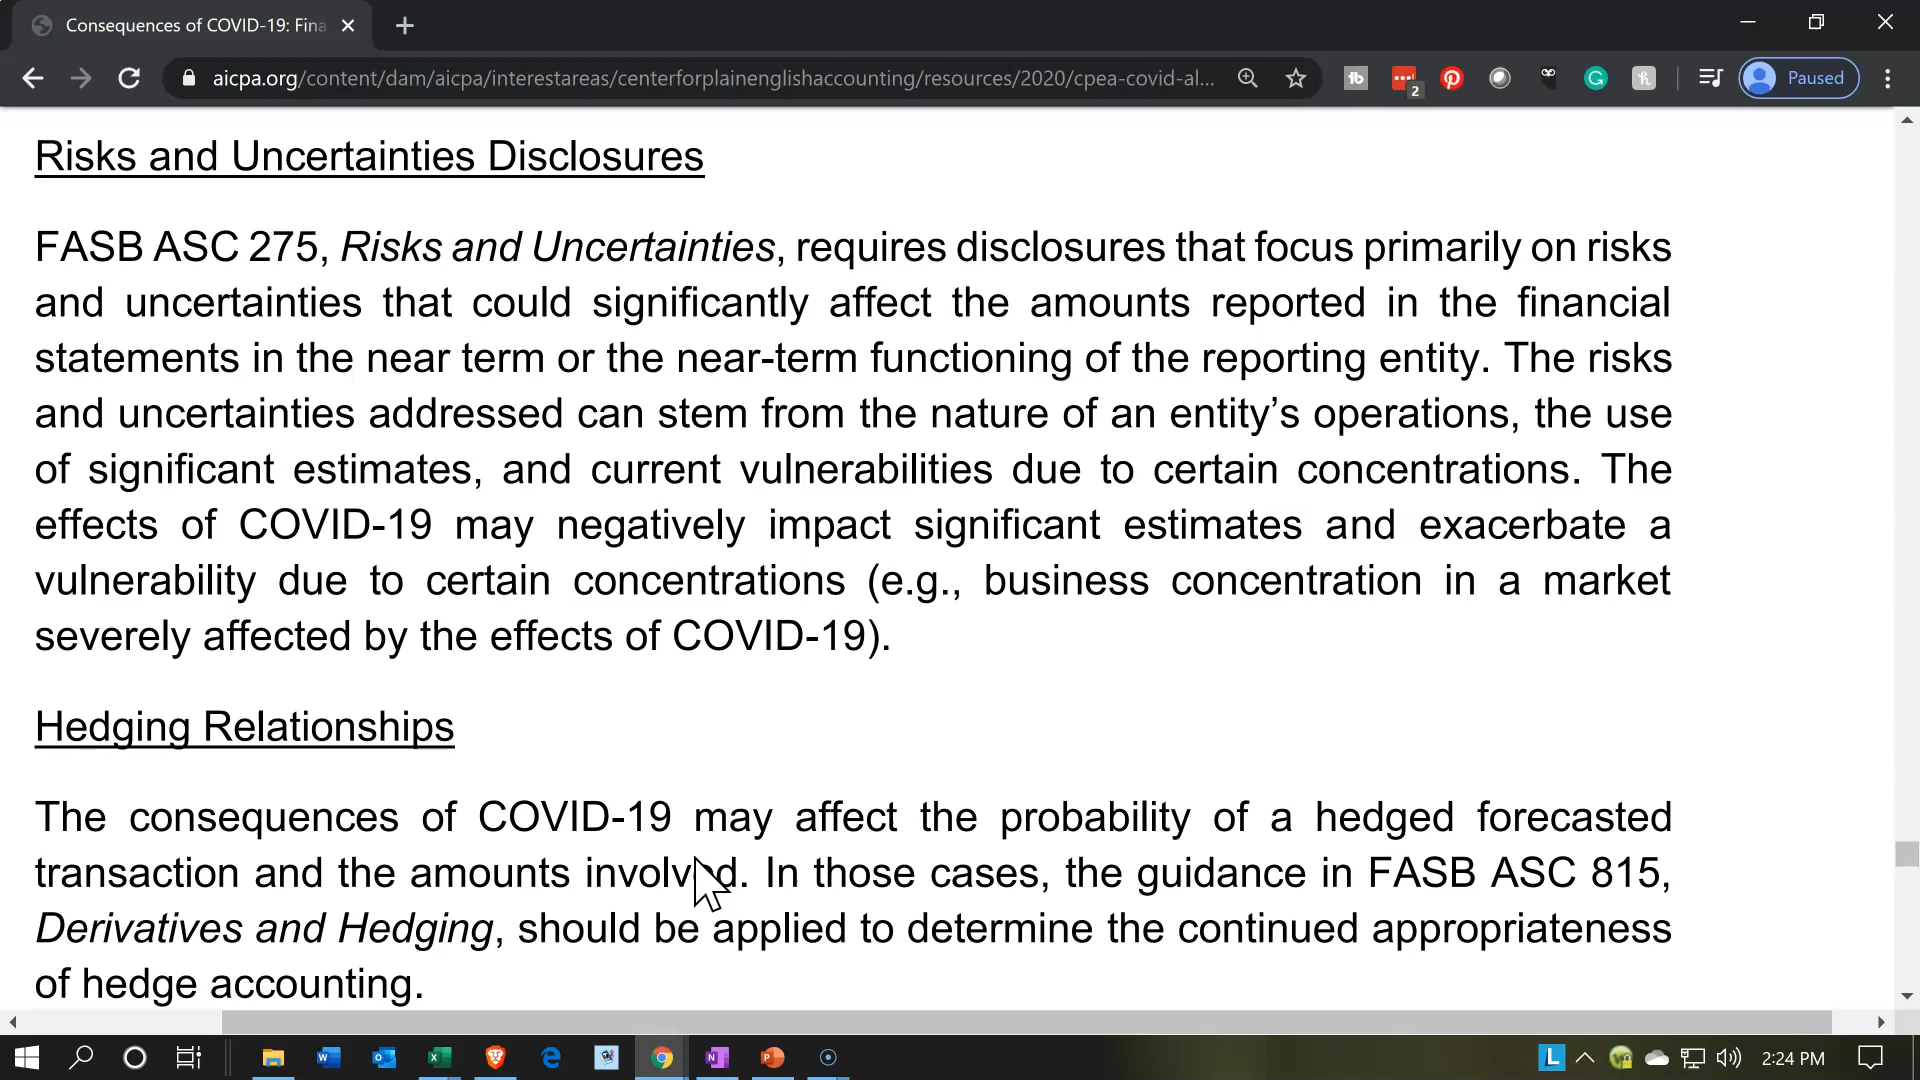 Consequences of COVID-19: Fina
aicpa.org/content/dam/aicpa/interestareas/centerforplainenglishaccounting/resources/2020/cpea-covid-al...
2
Paused
Risks and Uncertainties Disclosures
FASB ASC 275, Risks and Uncertainties, requires disclosures that focus primarily on risks
and uncertainties that could significantly affect the amounts reported in the financial
statements in the near term or the near-term functioning of the reporting entity. The risks
and uncertainties addressed can stem from the nature of an entity’s operations, the use
of significant estimates, and current vulnerabilities due to certain concentrations. The
effects of COVID-19 may negatively impact significant estimates and exacerbate a
vulnerability due to certain concentrations (e.g., business concentration in a market
severely affected by the effects of COVID-19).
Hedging Relationships
The consequences of COVID-19 may affect the probability of a hedged forecasted
transaction and the amounts involved. In those cases, the guidance in FASB ASC 815,
Derivatives and Hedging, should be applied to determine the continued appropriateness
of hedge accounting.
2:24 PM